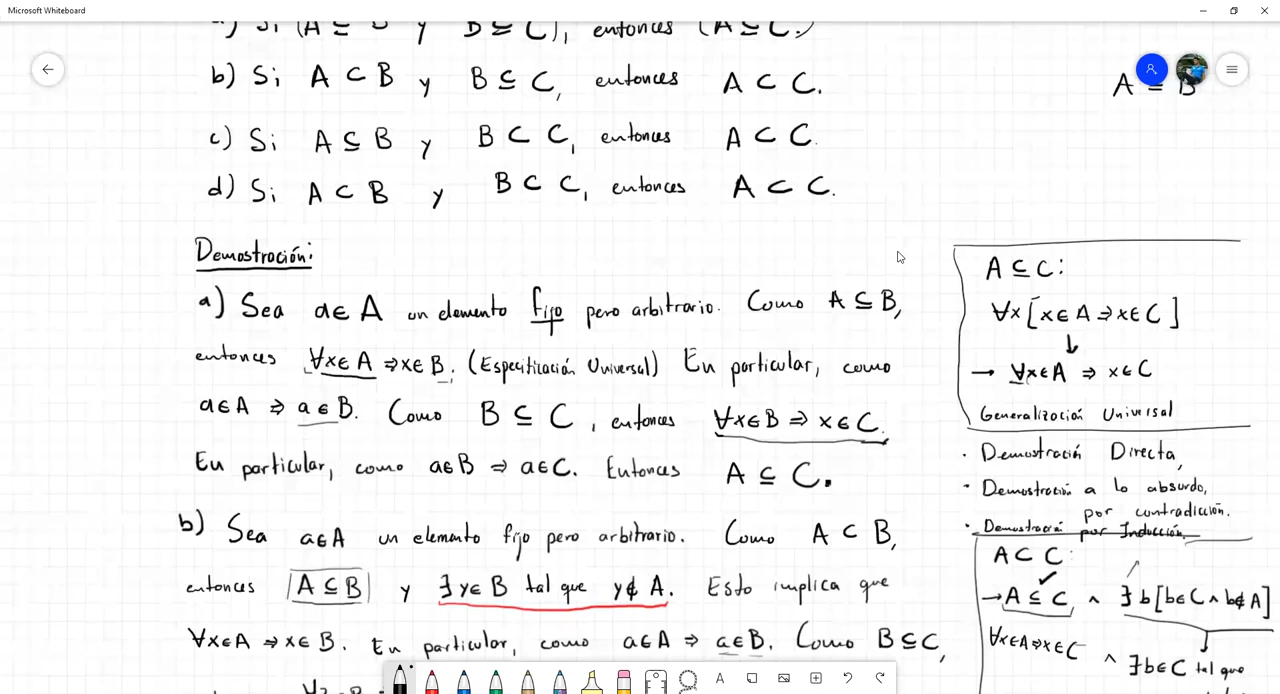 Microsoft Whiteboard
a) Si (A ⊆ B y B ⊆ C), entonces (A ⊆ C.)
b) Si A ⊂ B y B ⊆ C, entonces A ⊂ C.
A = B
c) Si A ⊆ B y B ⊂ C, entonces A ⊂ C.
d) Si A ⊂ B y B ⊂ C, entonces A ⊂ C.
Demostración:
a) Sea a ∈ A un elemento fijo pero arbitrario. Como A ⊆ B,
entonces ∀x∈A ⇒ x∈B. (Especificación Universal) En particular, como
a∈A ⇒ a∈B. Como B ⊆ C, entonces ∀x∈B ⇒ x∈C.
En particular, como a∈B ⇒ a∈C. Entonces A ⊆ C.
b) Sea a∈A un elemento fijo pero arbitrario. Como A ⊂ B,
entonces A ⊆ B y ∃ y∈B tal que y∉A. Esto implica que
∀x∈A ⇒ x∈B. En particular, como a∈A ⇒ a∈B. Como B⊆C,
A ⊆ C:
∀x[x∈A ⇒ x∈C]
↓
→ ∀x∈A ⇒ x∈C
Generalización Universal
· Demostración Directa,
· Demostración a lo absurdo,
por contradicción.
· Demostración por Inducción.
A ⊂ C:
→ A ⊆ C ∧ ∃ b[b∈C ∧ b∉A]
∀x∈A⇒x∈C ∧ ∃b∈C tal que